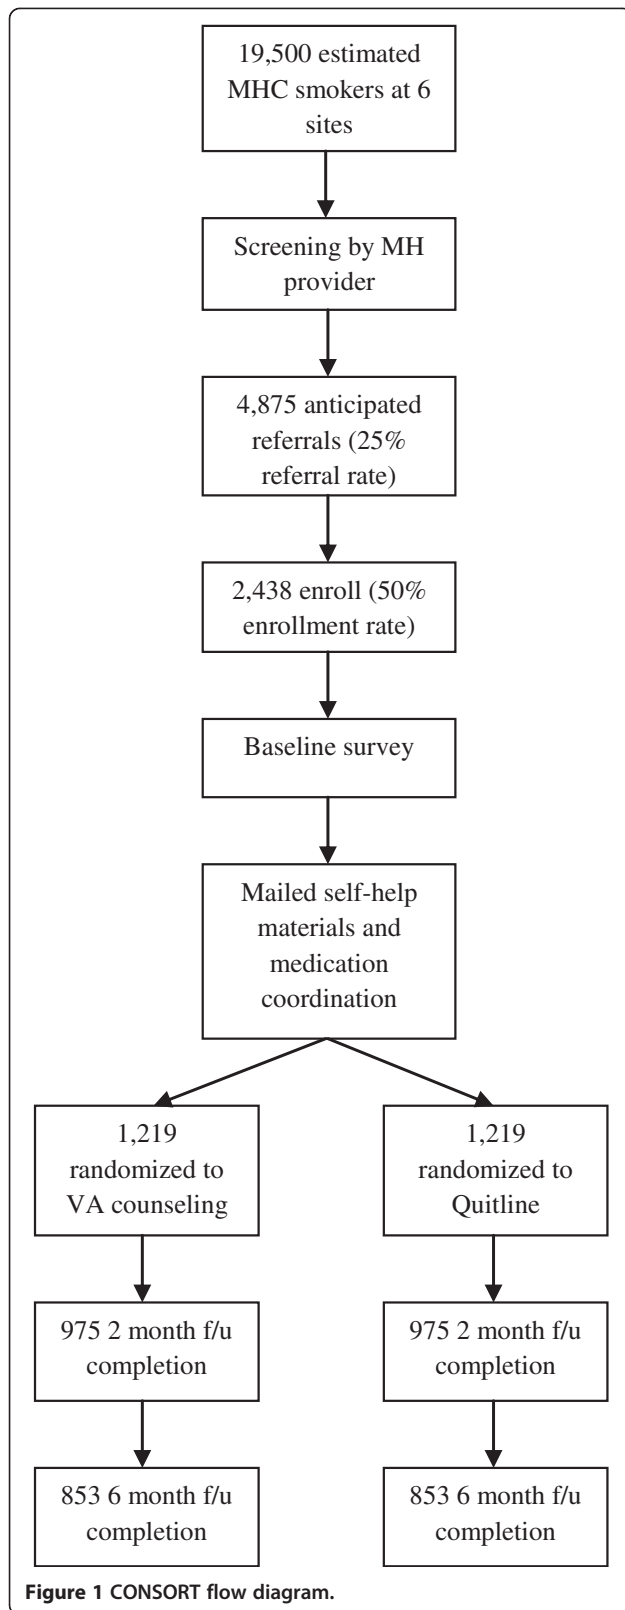 19,500 estimated
MHC smokers at 6
sites
Screening by MH
provider
4,875 anticipated
referrals (25%
referral rate)
2,438 enroll (50%
enrollment rate)
Baseline survey
Mailed self-help
materials and
medication
coordination
1,219
randomized to
VA counseling
1,219
randomized to
Quitline
975 2 month f/u
completion
975 2 month f/u
completion
853 6 month f/u
completion
853 6 month f/u
completion
Figure 1 CONSORT flow diagram.